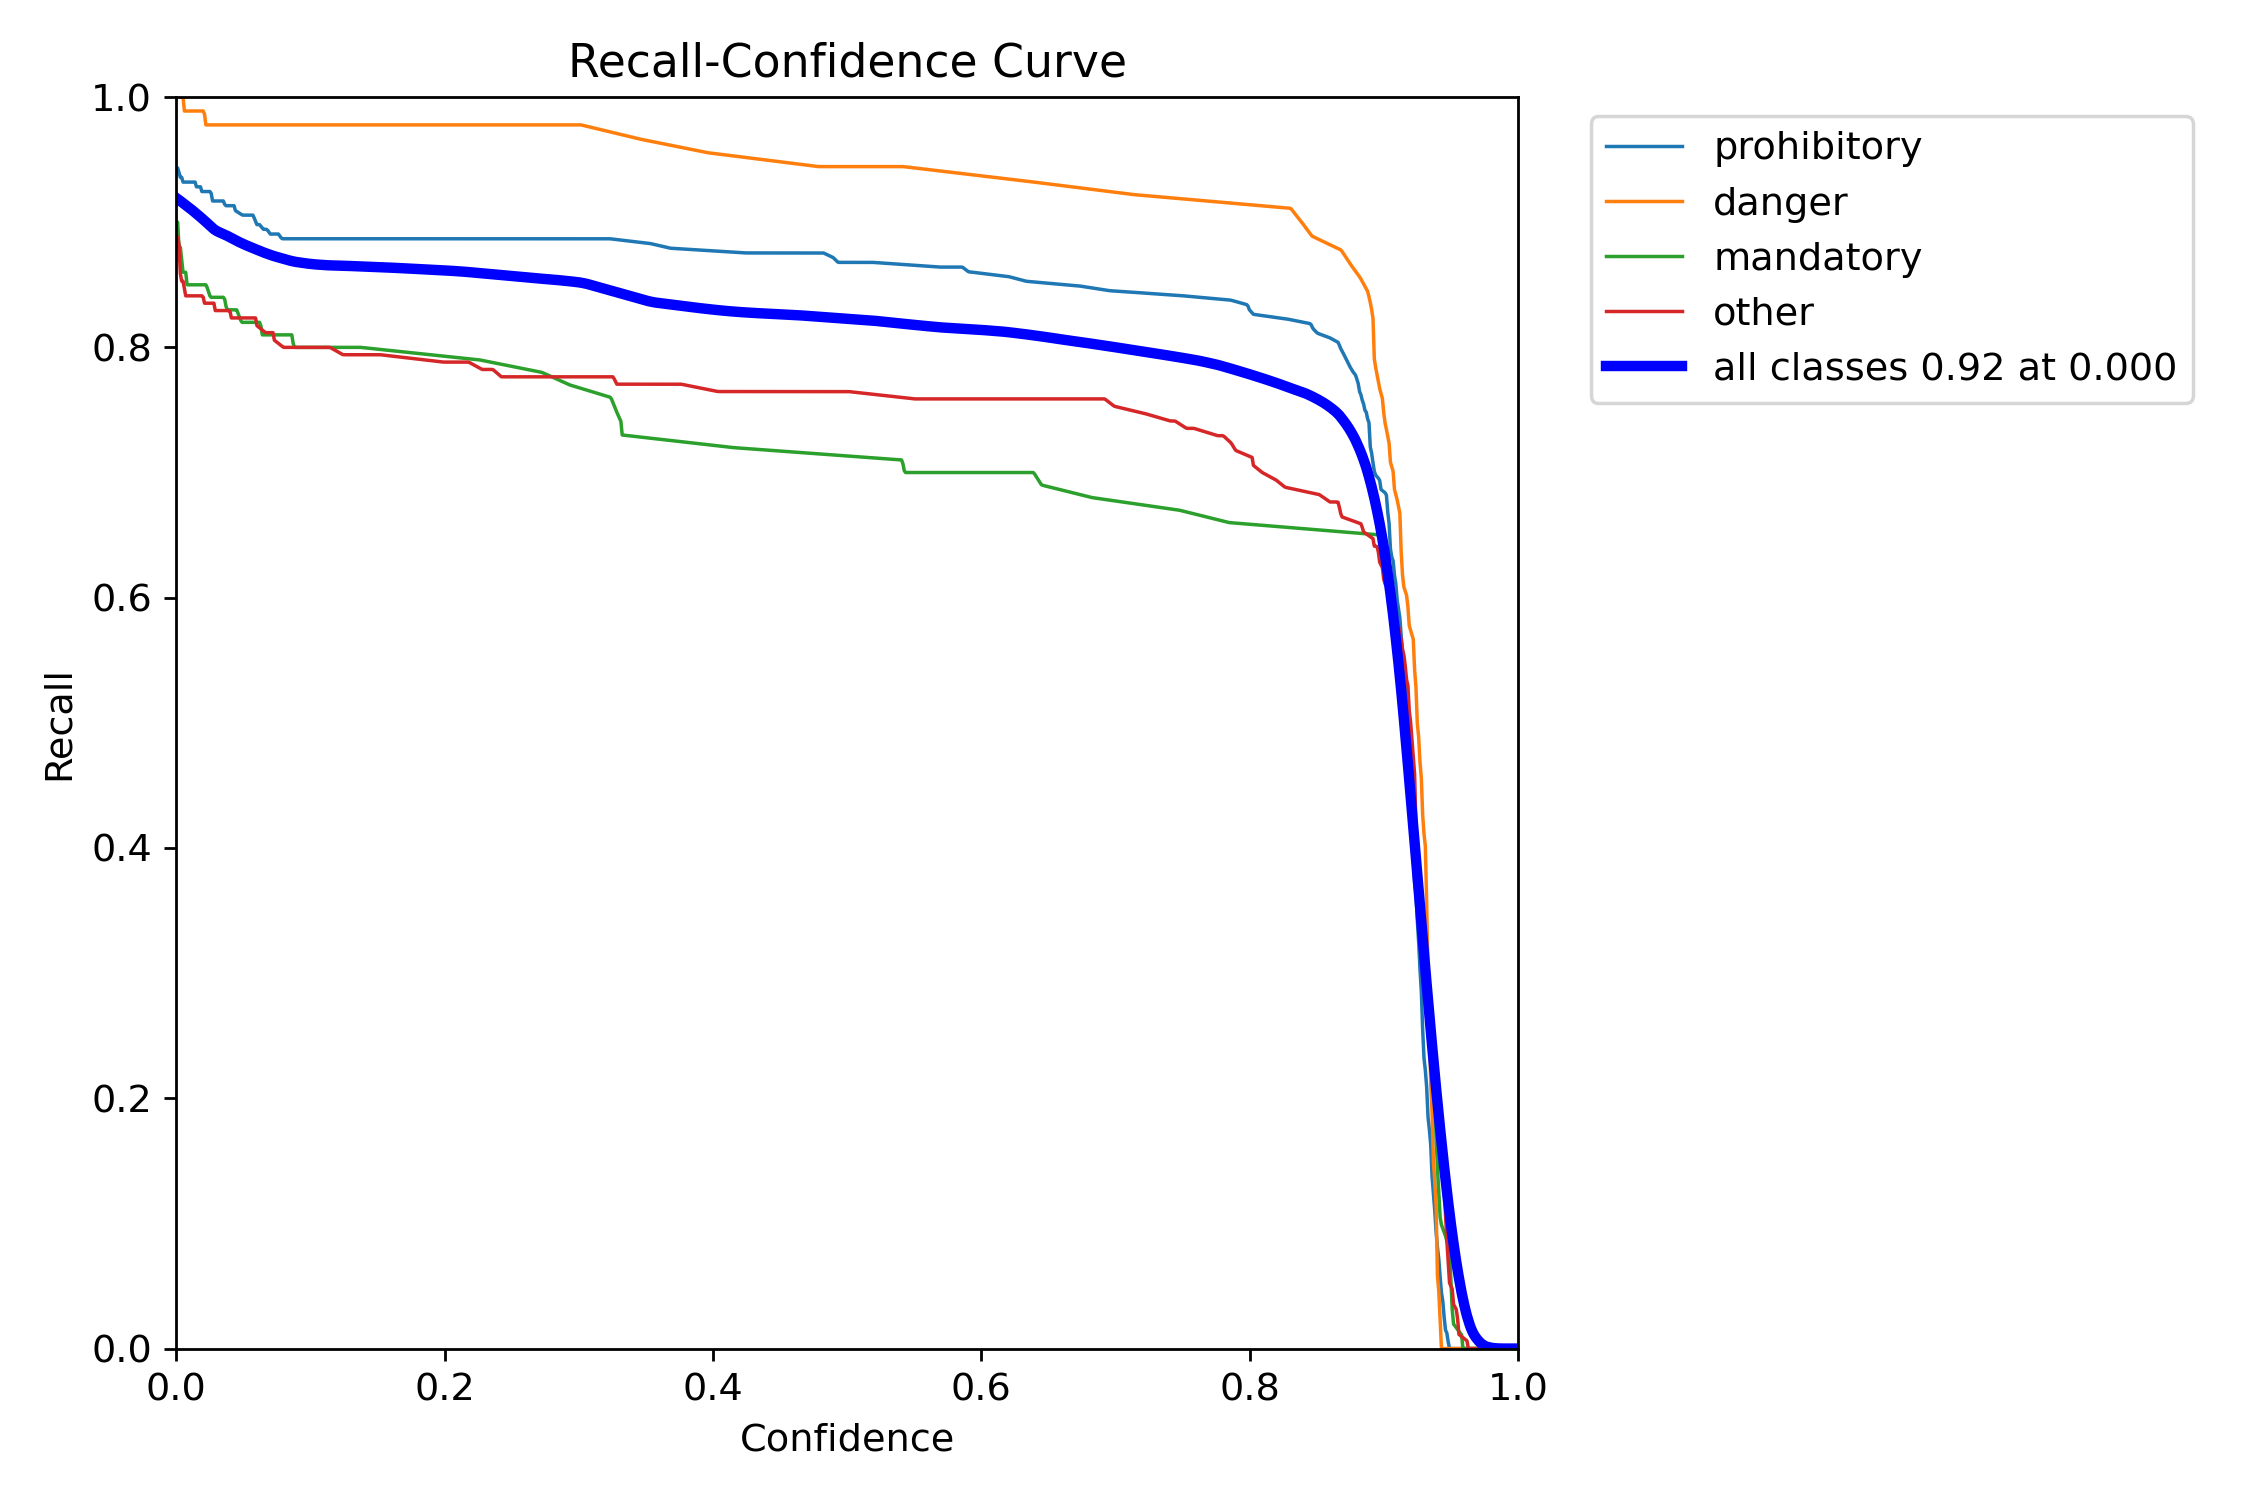 Recall-Confidence Curve
1.0
0.8
0.6
0.4
0.2
0.0
Recall
0.0 0.2 0.4 0.6 0.8 1.0
Confidence
prohibitory
danger
mandatory
other
all classes 0.92 at 0.000